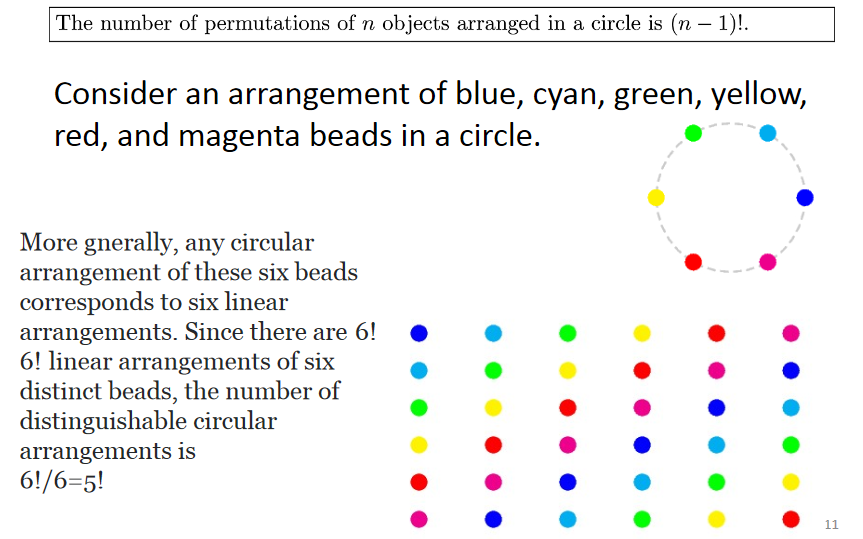 The number of permutations of n objects arranged in a circle is (n − 1)!.
Consider an arrangement of blue, cyan, green, yellow,
red, and magenta beads in a circle.
More gnerally, any circular
arrangement of these six beads
corresponds to six linear
arrangements. Since there are 6!
6! linear arrangements of six
distinct beads, the number of
distinguishable circular
arrangements is
6!/6=5!
11